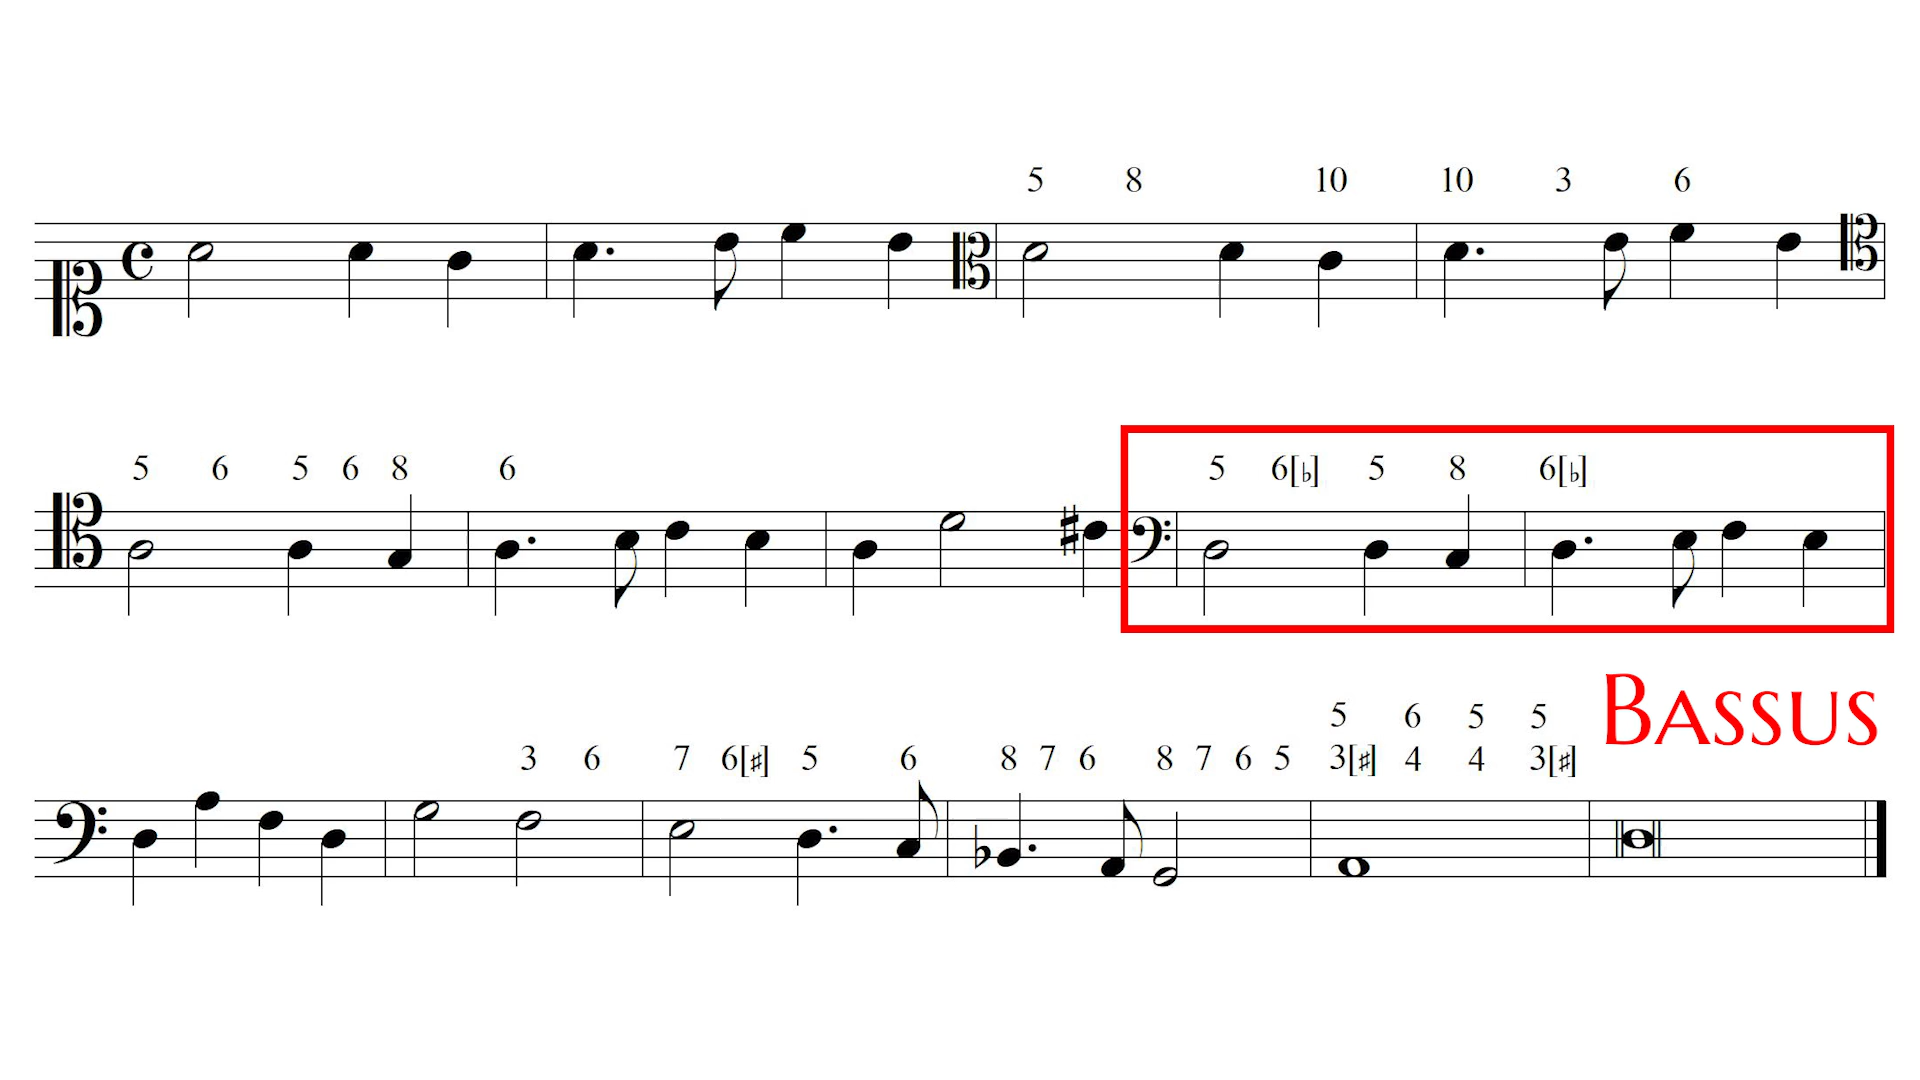 5 8 10 10 3 6
5 6 5 6 8 6 5 6[♭] 5 8 6[♭]
Bassus
5 6 5 5
3 6 7 6[♯] 5 6 8 7 6 8 7 6 5 3[♯] 4 4 3[♯]